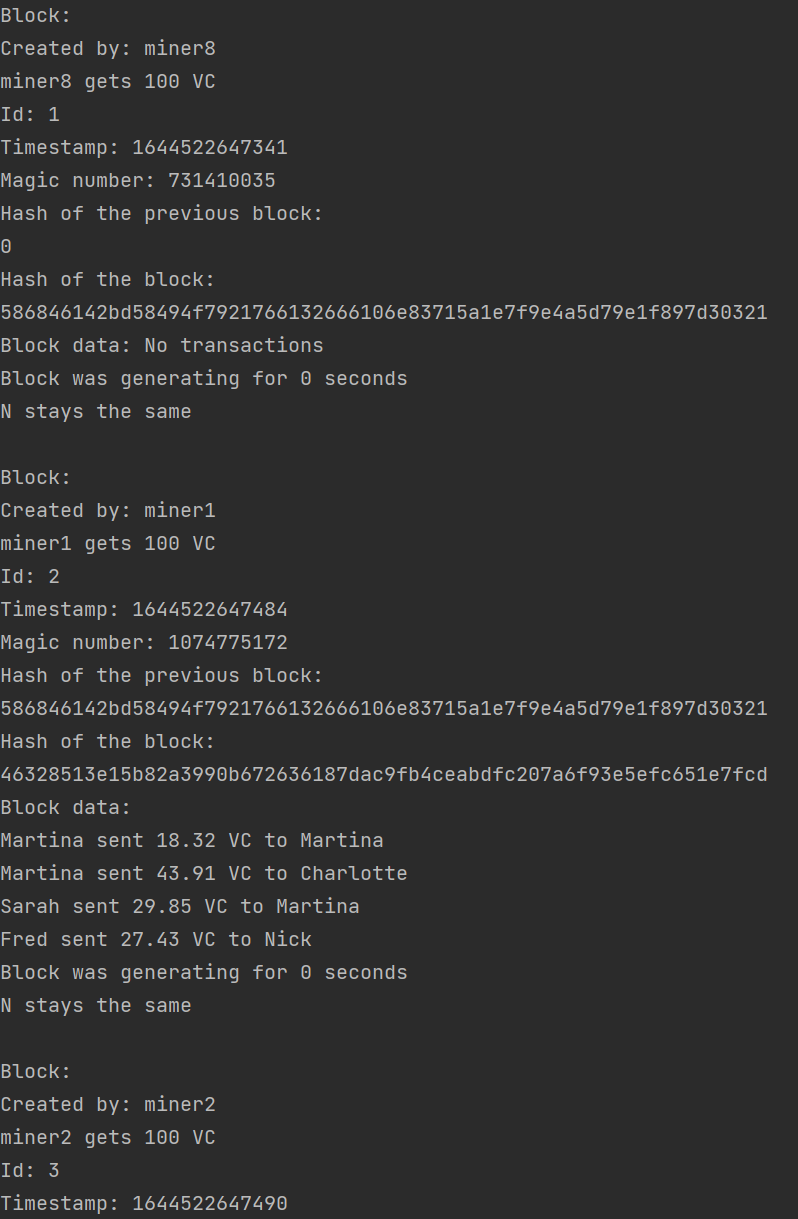 Block:
Created by: miner8
miner8 gets 100 VC
Id: 1
Timestamp: 1644522647341
Magic number: 731410035
Hash of the previous block:
0
Hash of the block:
586846142bd58494f7921766132666106e83715a1e7f9e4a5d79e1f897d30321
Block data: No transactions
Block was generating for 0 seconds
N stays the same
Block:
Created by: miner1
miner1 gets 100 VC
Id: 2
Timestamp: 1644522647484
Magic number: 1074775172
Hash of the previous block:
586846142bd58494f7921766132666106e83715a1e7f9e4a5d79e1f897d30321
Hash of the block:
46328513e15b82a3990b672636187dac9fb4ceabdfc207a6f93e5efc651e7fcd
Block data:
Martina sent 18.32 VC to Martina
Martina sent 43.91 VC to Charlotte
Sarah sent 29.85 VC to Martina
Fred sent 27.43 VC to Nick
Block was generating for 0 seconds
N stays the same
Block:
Created by: miner2
miner2 gets 100 VC
Id: 3
Timestamp: 1644522647490